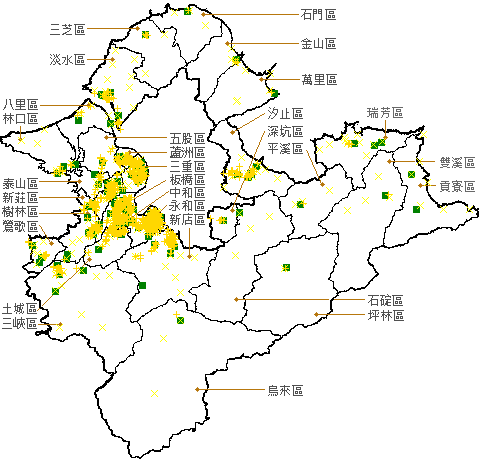 石門區
三芝區
金山區
淡水區
萬里區
八里區
林口區
汐止區
深坑區
平溪區
瑞芳區
五股區
蘆洲區
三重區
板橋區
中和區
永和區
新店區
雙溪區
貢寮區
泰山區
新莊區
樹林區
鶯歌區
土城區
三峽區
石碇區
坪林區
烏來區